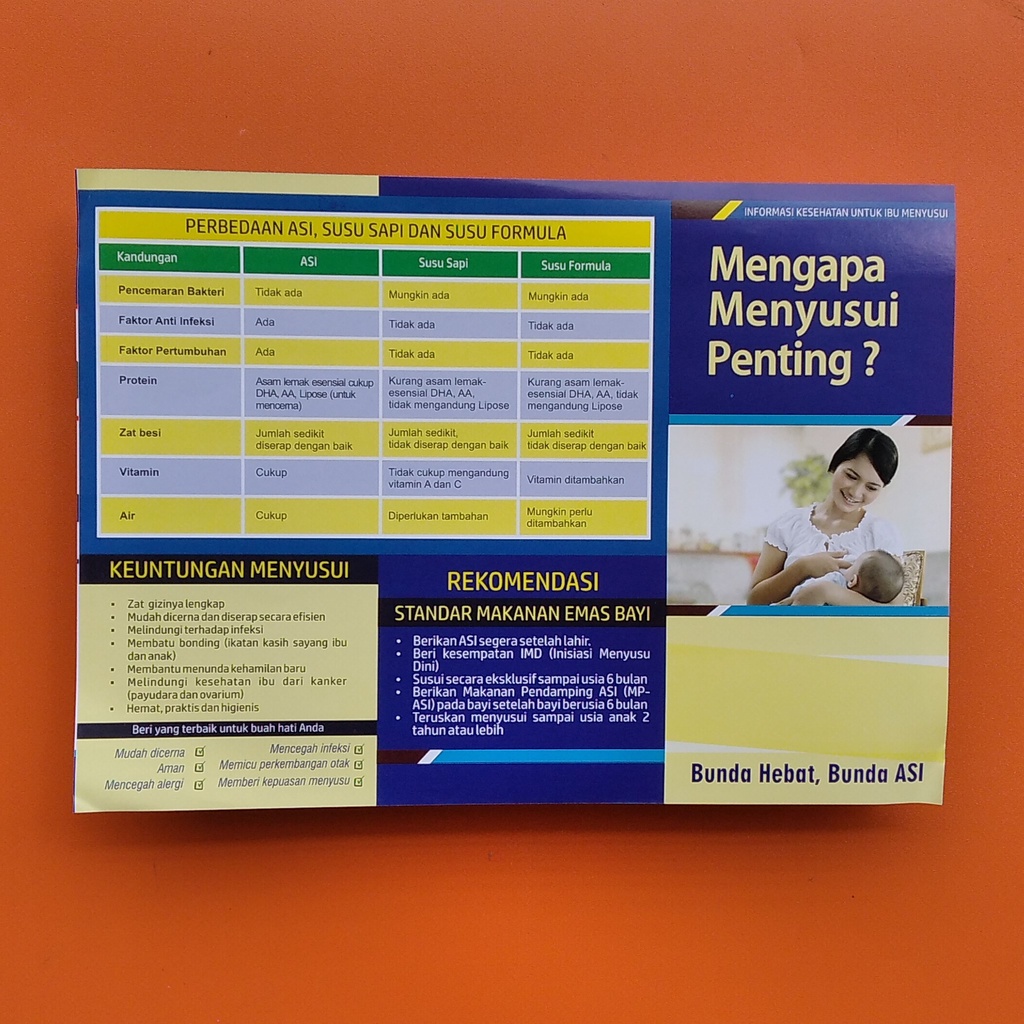 PERBEDAAN ASI, SUSU SAPI DAN SUSU FORMULA
Kandungan ASI Susu Sapi Susu Formula
Pencemaran Bakteri Tidak ada Mungkin ada Mungkin ada
Faktor Anti Infeksi Ada Tidak ada Tidak ada
Faktor Pertumbuhan Ada Tidak ada Tidak ada
Protein
Asam lemak esensial cukup
DHA, AA, Lipose (untuk
mencerna)
Kurang asam lemak-
esensial DHA, AA,
tidak mengandung Lipose
Kurang asam lemak-
esensial DHA, AA, tidak
mengandung Lipose
Zat besi
Jumlah sedikit
diserap dengan baik
Jumlah sedikit,
tidak diserap dengan baik
Jumlah sedikit
tidak diserap dengan baik
Vitamin
Cukup
Tidak cukup mengandung
vitamin A dan C
Vitamin ditambahkan
Air
Cukup
Diperlukan tambahan
Mungkin perlu
ditambahkan
KEUNTUNGAN MENYUSUI
• Zat gizinya lengkap
• Mudah dicerna dan diserap secara efisien
• Melindungi terhadap infeksi
• Membatu bonding (ikatan kasih sayang ibu
dan anak)
• Membantu menunda kehamilan baru
• Melindungi kesehatan ibu dari kanker
(payudara dan ovarium)
• Hemat, praktis dan higienis
Beri yang terbaik untuk buah hati Anda
Mudah dicerna
Aman
Mencegah alergi
Mencegah infeksi
Memicu perkembangan otak
Memberi kepuasan menyusu
REKOMENDASI
STANDAR MAKANAN EMAS BAYI
• Berikan ASI segera setelah lahir.
• Beri kesempatan IMD (Inisiasi Menyusu
Dini)
• Susui secara eksklusif sampai usia 6 bulan
• Berikan Makanan Pendamping ASI (MP-
ASI) pada bayi setelah bayi berusia 6 bulan
• Teruskan menyusui sampai usia anak 2
tahun atau lebih
INFORMASI KESEHATAN UNTUK IBU MENYUSUI
Mengapa
Menyusui
Penting ?
Bunda Hebat, Bunda ASI